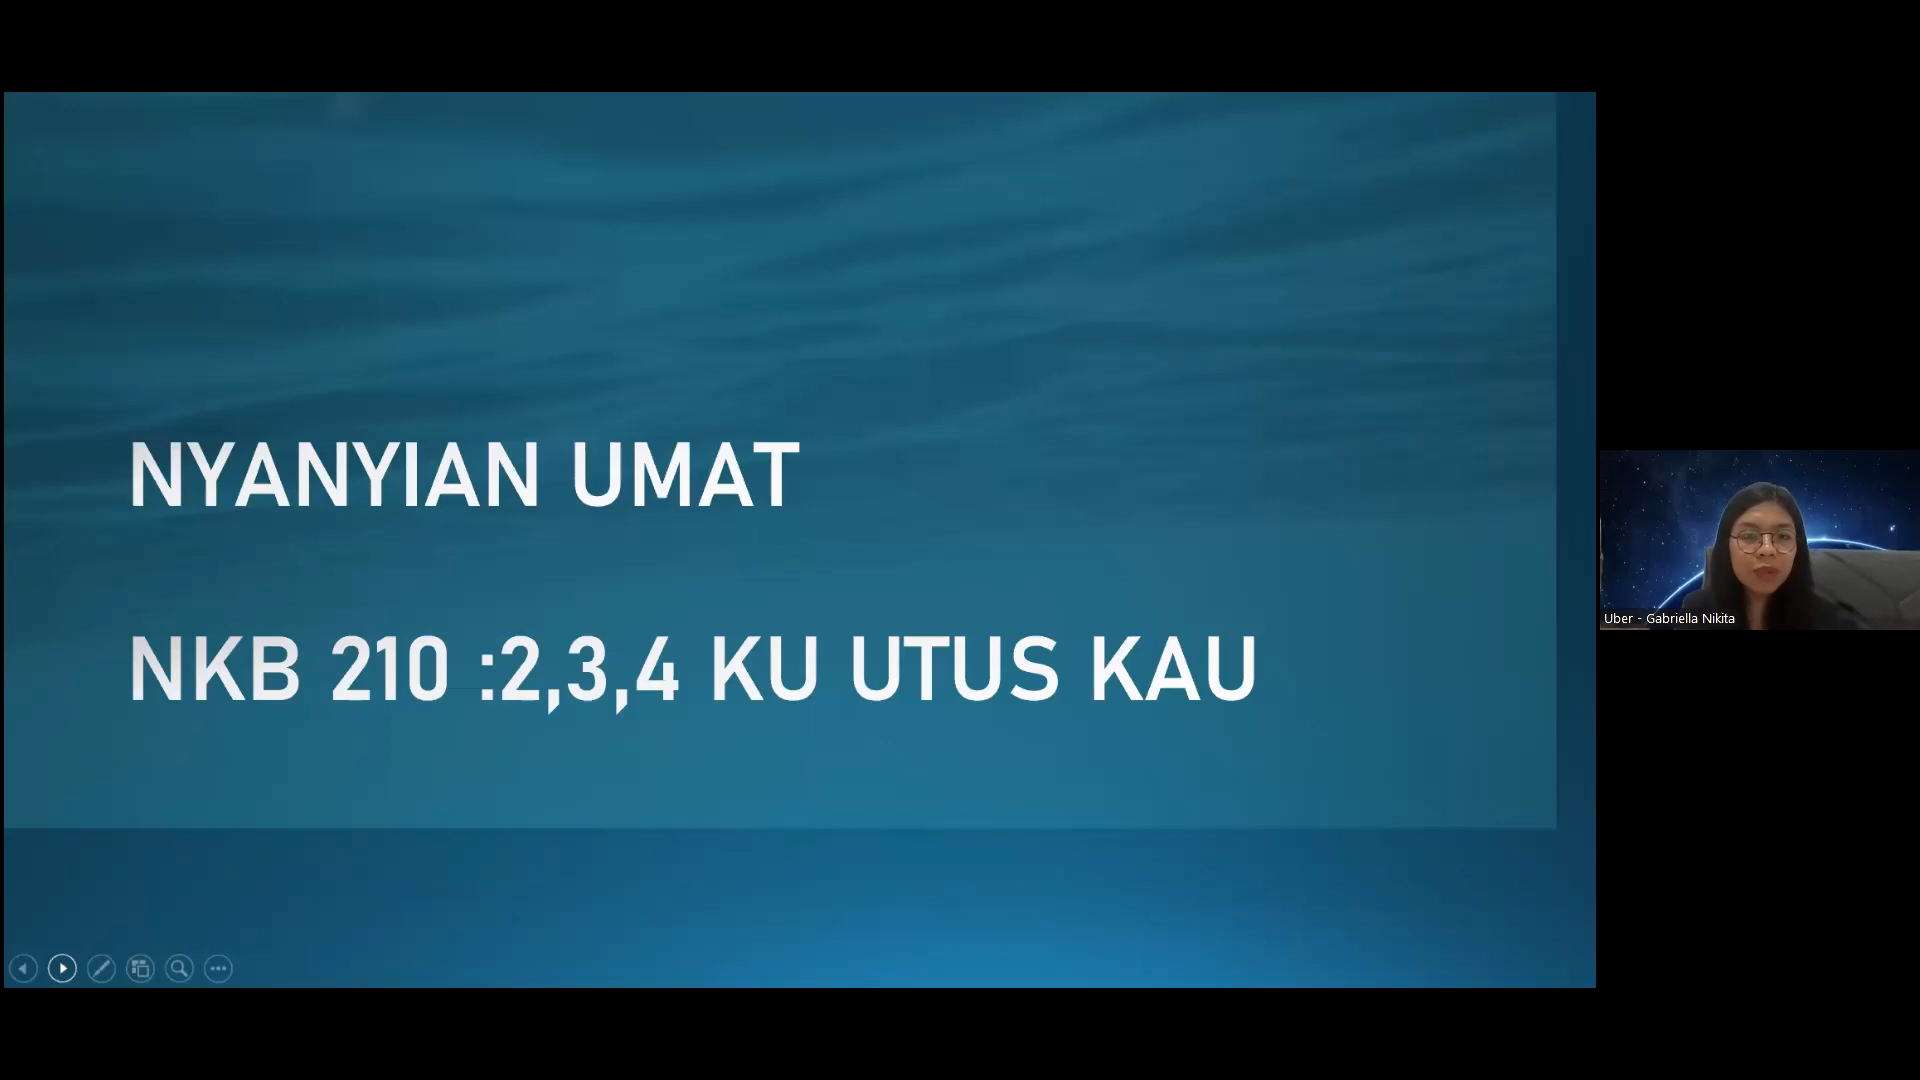 NYANYIAN UMAT
NKB 210 :2,3,4 KU UTUS KAU
Uber - Gabriella Nikita